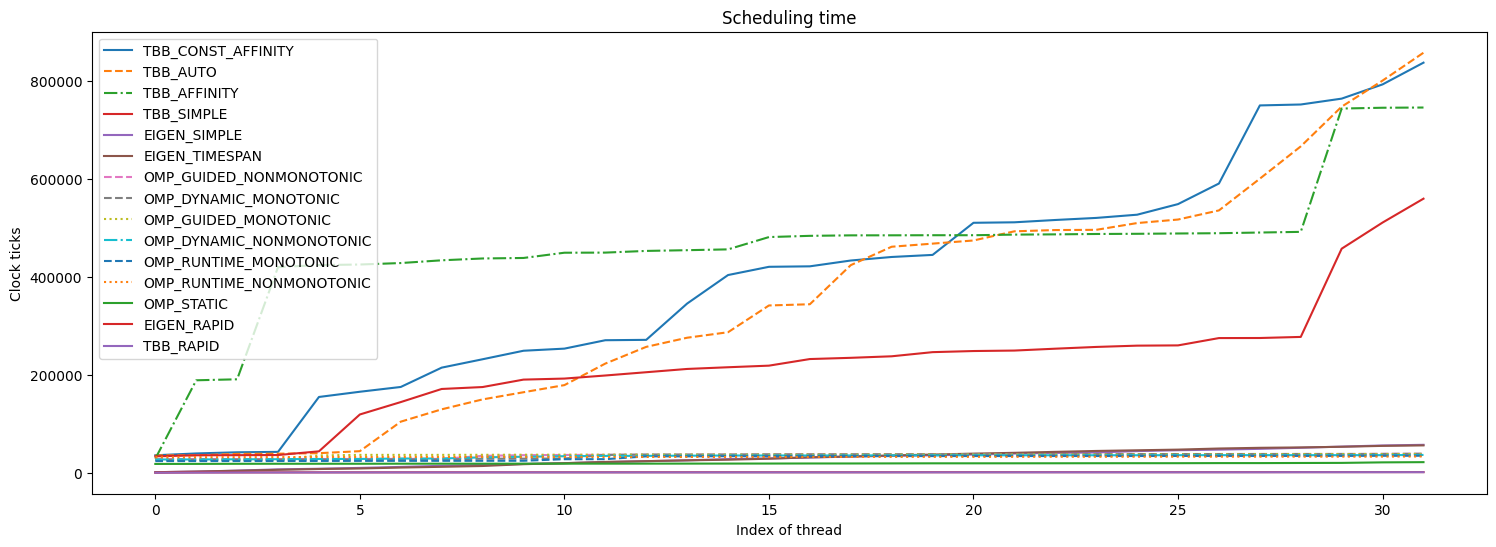 Scheduling time
Clock ticks
800000
600000
400000
200000
0
TBB_CONST_AFFINITY
TBB_AUTO
TBB_AFFINITY
TBB_SIMPLE
EIGEN_SIMPLE
EIGEN_TIMESPAN
OMP_GUIDED_NONMONOTONIC
OMP_DYNAMIC_MONOTONIC
OMP_GUIDED_MONOTONIC
OMP_DYNAMIC_NONMONOTONIC
OMP_RUNTIME_MONOTONIC
OMP_RUNTIME_NONMONOTONIC
OMP_STATIC
EIGEN_RAPID
TBB_RAPID
0 5 10 15 20 25 30
Index of thread